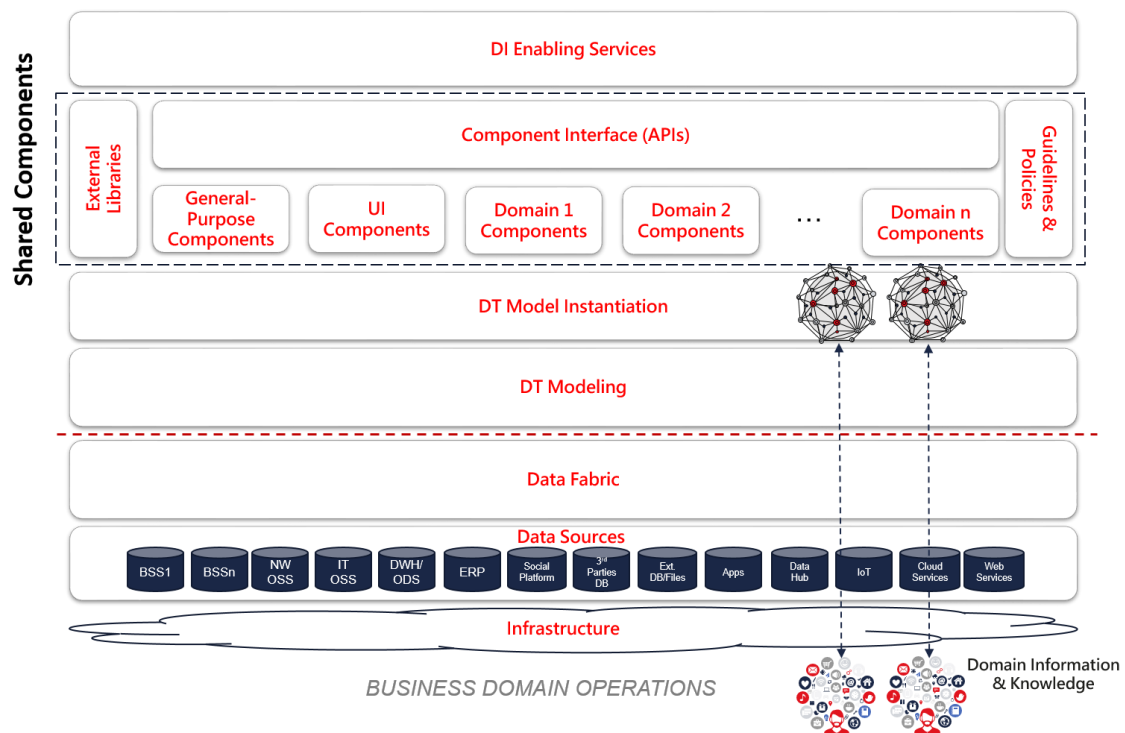 DI Enabling Services
Shared Components
External
Libraries
Component Interface (APIs)
Guidelines &
Policies
General-
Purpose
Components
UI
Components
Domain 1
Components
Domain 2
Components
...
Domain n
Components
DT Model Instantiation
DT Modeling
Data Fabric
Data Sources
BSS1
BSSn
NW
OSS
IT
OSS
DWH/
ODS
ERP
Social
Platform
3rd
Parties
DB
Ext.
DB/Files
Apps
Data
Hub
IoT
Cloud
Services
Web
Services
Infrastructure
BUSINESS DOMAIN OPERATIONS
Domain Information
& Knowledge